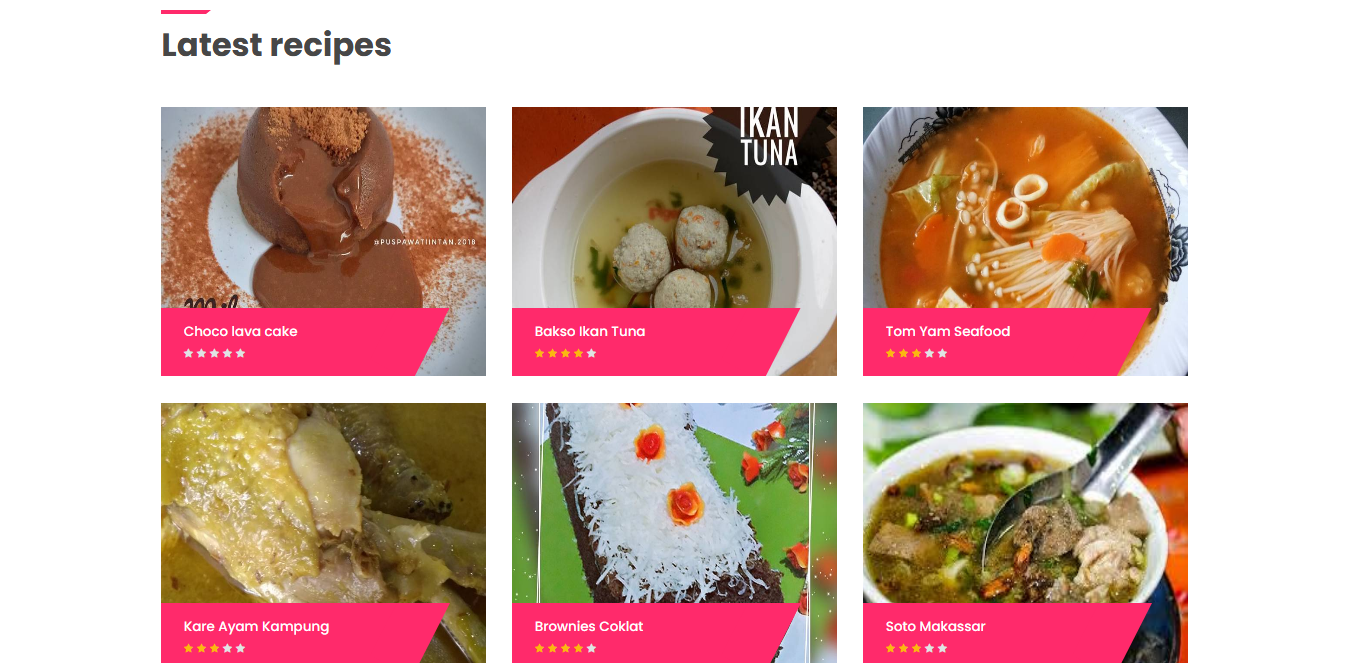 Latest recipes
@PUSPAWATIINTAN.2018
Choco lava cake
IKAN
TUNA
Bakso Ikan Tuna
Tom Yam Seafood
Kare Ayam Kampung
Brownies Coklat
Soto Makassar